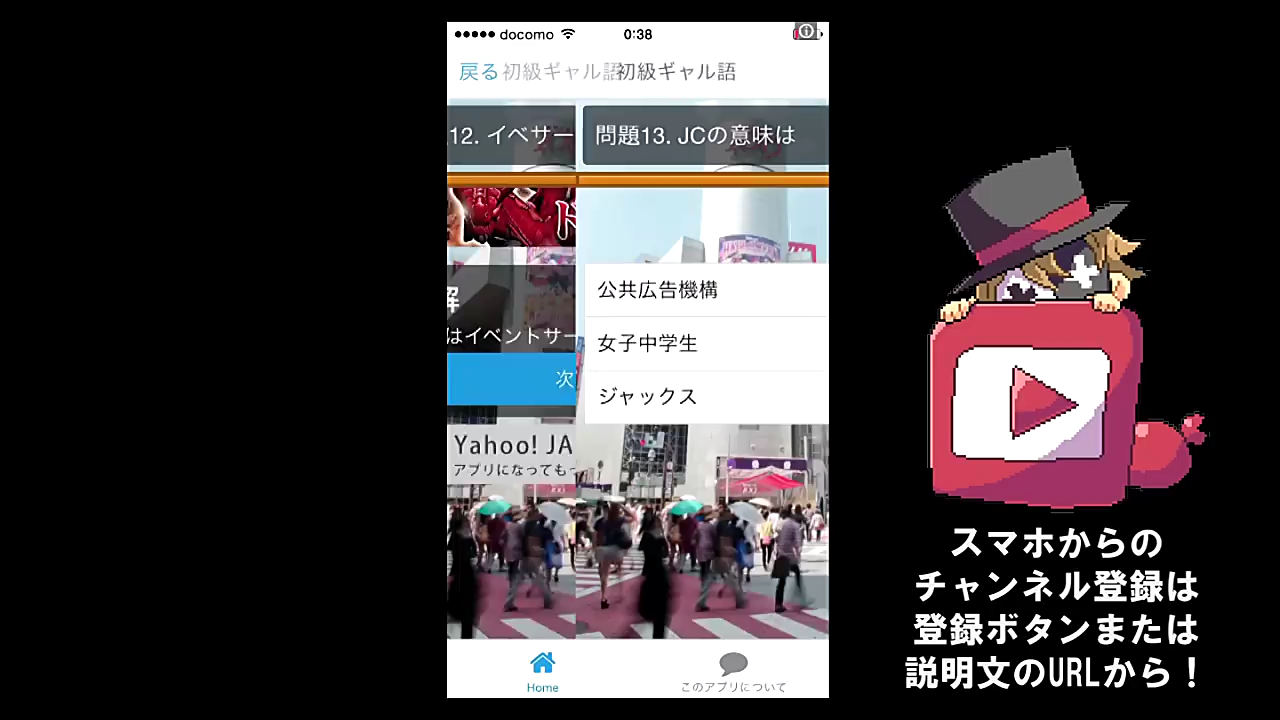 docomo 0:38
戻る 初級ギャル語 初級ギャル語
12. イベサー
問題13. JCの意味は
ド
解
はイベントサー
次
公共広告機構
女子中学生
ジャックス
Yahoo! JA
アプリになっても
Home
このアプリについて
スマホからの
チャンネル登録は
登録ボタンまたは
説明文のURLから！